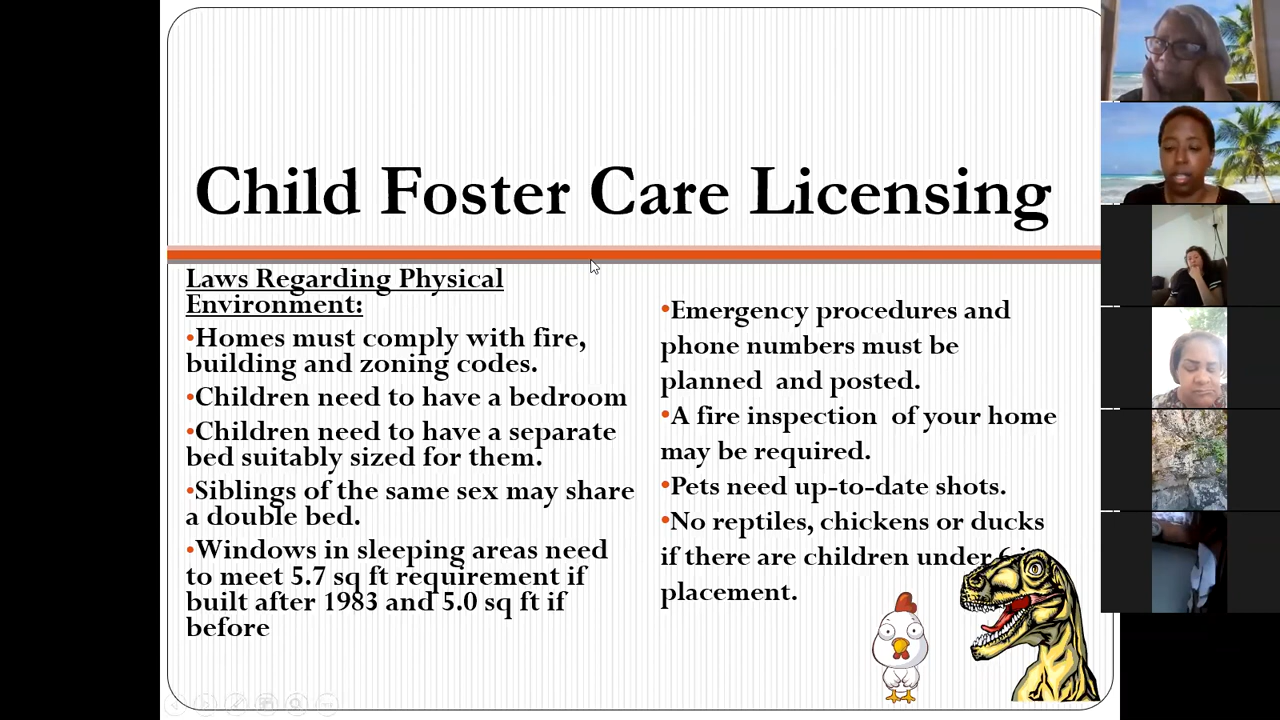 Child Foster Care Licensing
Laws Regarding Physical
Environment:
•Homes must comply with fire,
building and zoning codes.
•Children need to have a bedroom
•Children need to have a separate
bed suitably sized for them.
•Siblings of the same sex may share
a double bed.
•Windows in sleeping areas need
to meet 5.7 sq ft requirement if
built after 1983 and 5.0 sq ft if
before
•Emergency procedures and
phone numbers must be
planned and posted.
•A fire inspection of your home
may be required.
•Pets need up-to-date shots.
•No reptiles, chickens or ducks
if there are children under
placement.